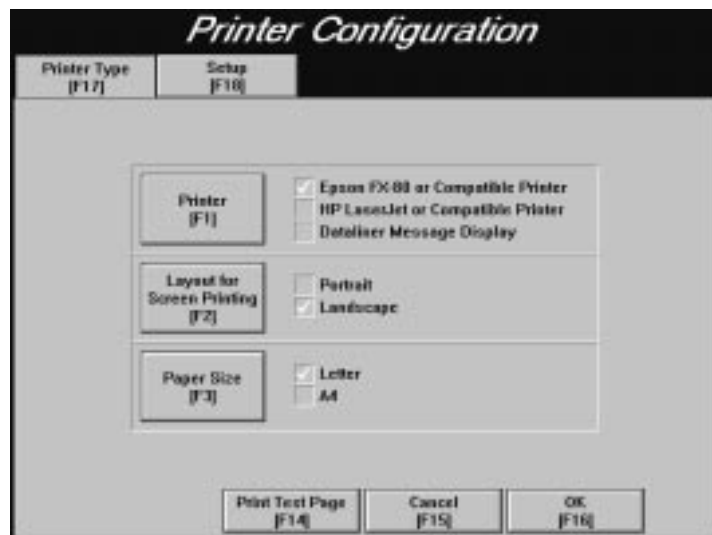 Printer Configuration
Printer Type
[F17]
Setup
[F18]
Printer
[F1]
Epson FX-80 or Compatible Printer
HP LaserJet or Compatible Printer
Dataliner Message Display
Layout for
Screen Printing
[F2]
Portrait
Landscape
Paper Size
[F3]
Letter
A4
Print Test Page
[F14]
Cancel
[F15]
OK
[F16]